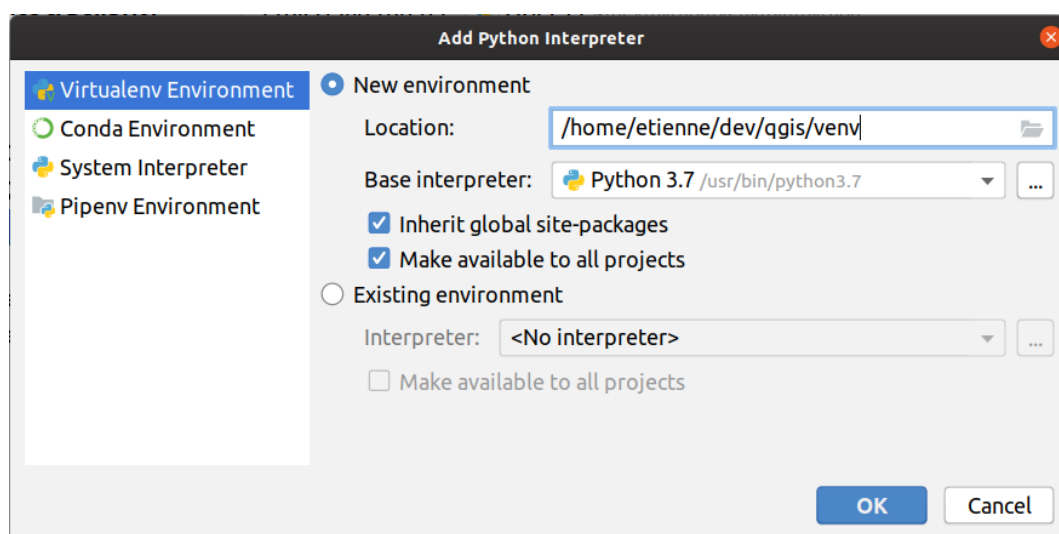 Add Python Interpreter
Virtualenv Environment
Conda Environment
System Interpreter
Pipenv Environment
New environment
Location: /home/etienne/dev/qgis/venv
Base interpreter: Python 3.7 /usr/bin/python3.7 ...
Inherit global site-packages
Make available to all projects
Existing environment
Interpreter: <No interpreter> ...
Make available to all projects
OK Cancel